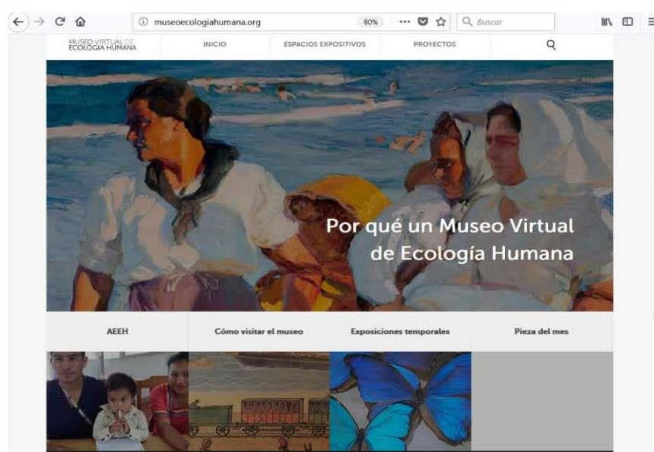 museoecologiahumana.org
80%
Buscar
MUSEO VIRTUAL DE
ECOLOGÍA HUMANA
INICIO
ESPACIOS EXPOSITIVOS
PROYECTOS
Por qué un Museo Virtual
de Ecología Humana
AEEH
Cómo visitar el museo
Exposiciones temporales
Pieza del mes